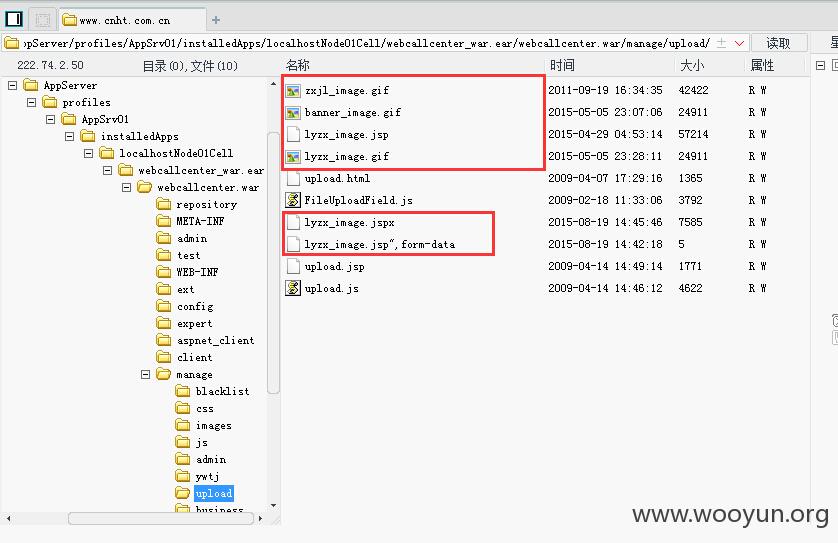 www.cnht.com.cn
ppServer/profiles/AppSrv01/installedApps/localhostNode01Cell/webcallcenter_war.ear/webcallcenter.war/manage/upload/ 读取
222.74.2.50 目录(0),文件(10) 名称 时间 大小 属性
AppServer
profiles
AppSrv01
installedApps
localhostNode01Cell
webcallcenter_war.ear
webcallcenter.war
repository
META-INF
admin
test
WEB-INF
ext
config
expert
aspnet_client
client
manage
blacklist
css
images
js
admin
ywtj
upload
business
zxjl_image.gif 2011-09-19 16:34:35 42422 R W
banner_image.gif 2015-05-05 23:07:06 24911 R W
lyzx_image.jsp 2015-04-29 04:53:14 57214 R W
lyzx_image.gif 2015-05-05 23:28:11 24911 R W
upload.html 2009-04-07 17:29:16 1365 R W
FileUploadField.js 2009-02-18 11:33:06 3792 R W
lyzx_image.jspx 2015-08-19 14:45:46 7585 R W
lyzx_image.jsp",form-data 2015-08-19 14:42:18 5 R W
upload.jsp 2009-04-14 14:49:14 1771 R W
upload.js 2009-04-14 14:46:12 4622 R W
www.wooyun.org